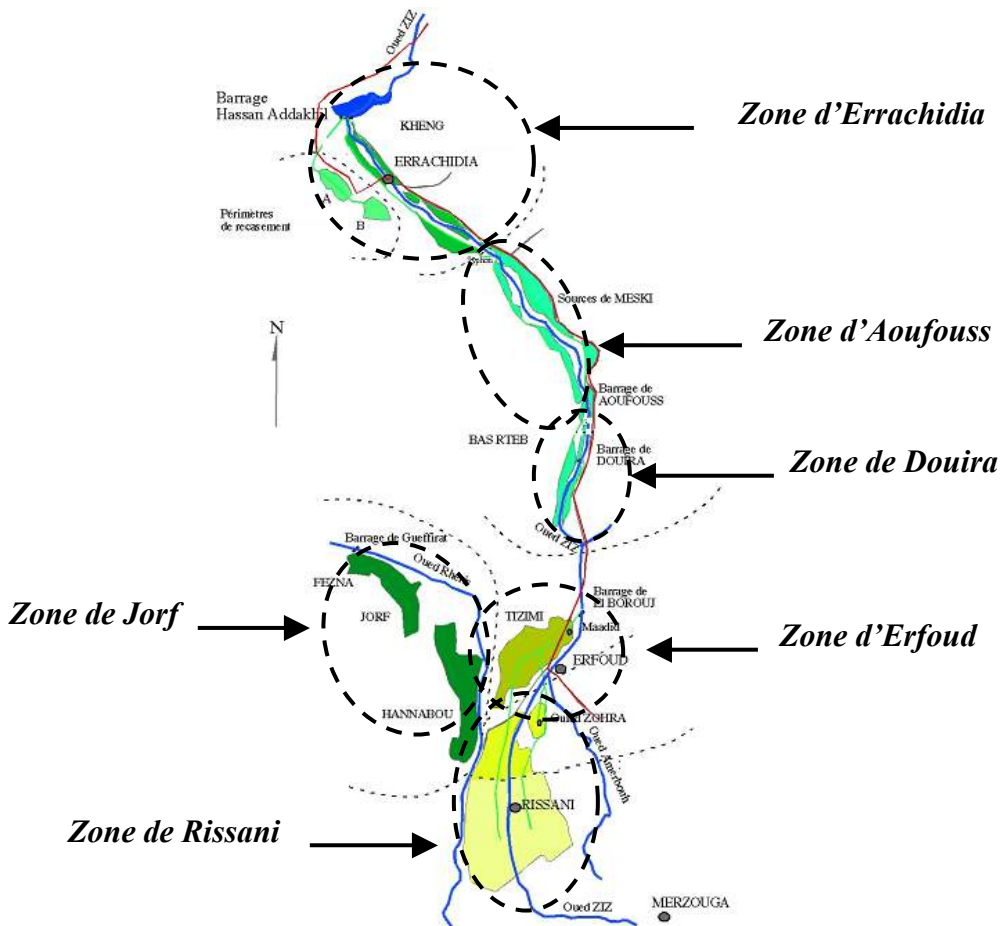 Oued ZIZ
Barrage
Hassan Addakhil
KHENG
Zone d'Errachidia
ERRACHIDIA
A
B
Périmètres
de recasement
Sources de MESKI
N
Zone d'Aoufouss
Barrage de
AOUFOUSS
BAS RTEB
Barrage de
DOUIRA
Zone de Douira
Oued ZIZ
Barrage de Gueffirat
Oued Rheris
FEZNA
JORF
Zone de Jorf
TIZIMI
Barrage de
El BOROUJ
Maadid
ERFOUD
Zone d'Erfoud
HANNABOU
Oued ZOHRA
Oued Amerbouh
RISSANI
Zone de Rissani
Oued ZIZ
MERZOUGA